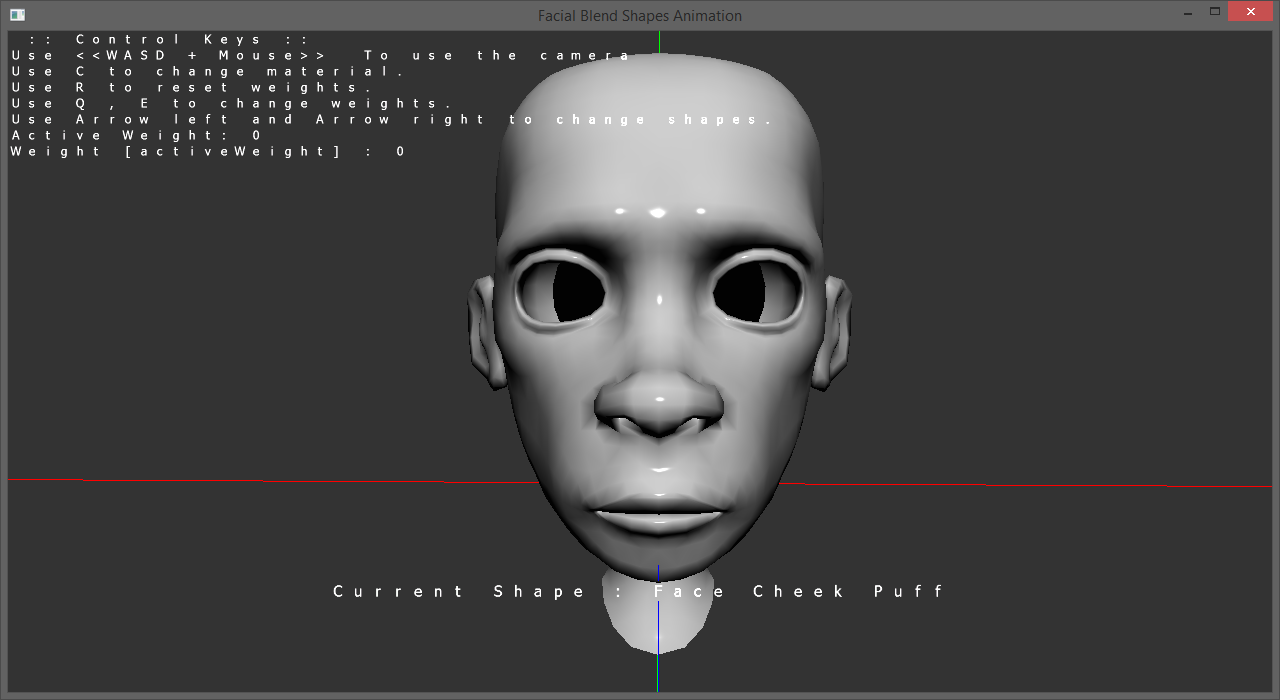 Facial Blend Shapes Animation
:: Control Keys ::
Use <<WASD + Mouse>> To use the camera
Use C to change material.
Use R to reset weights.
Use Q , E to change weights.
Use Arrow left and Arrow right to change shapes.
Active Weight: 0
Weight [activeWeight] : 0
Current Shape : Face Cheek Puff